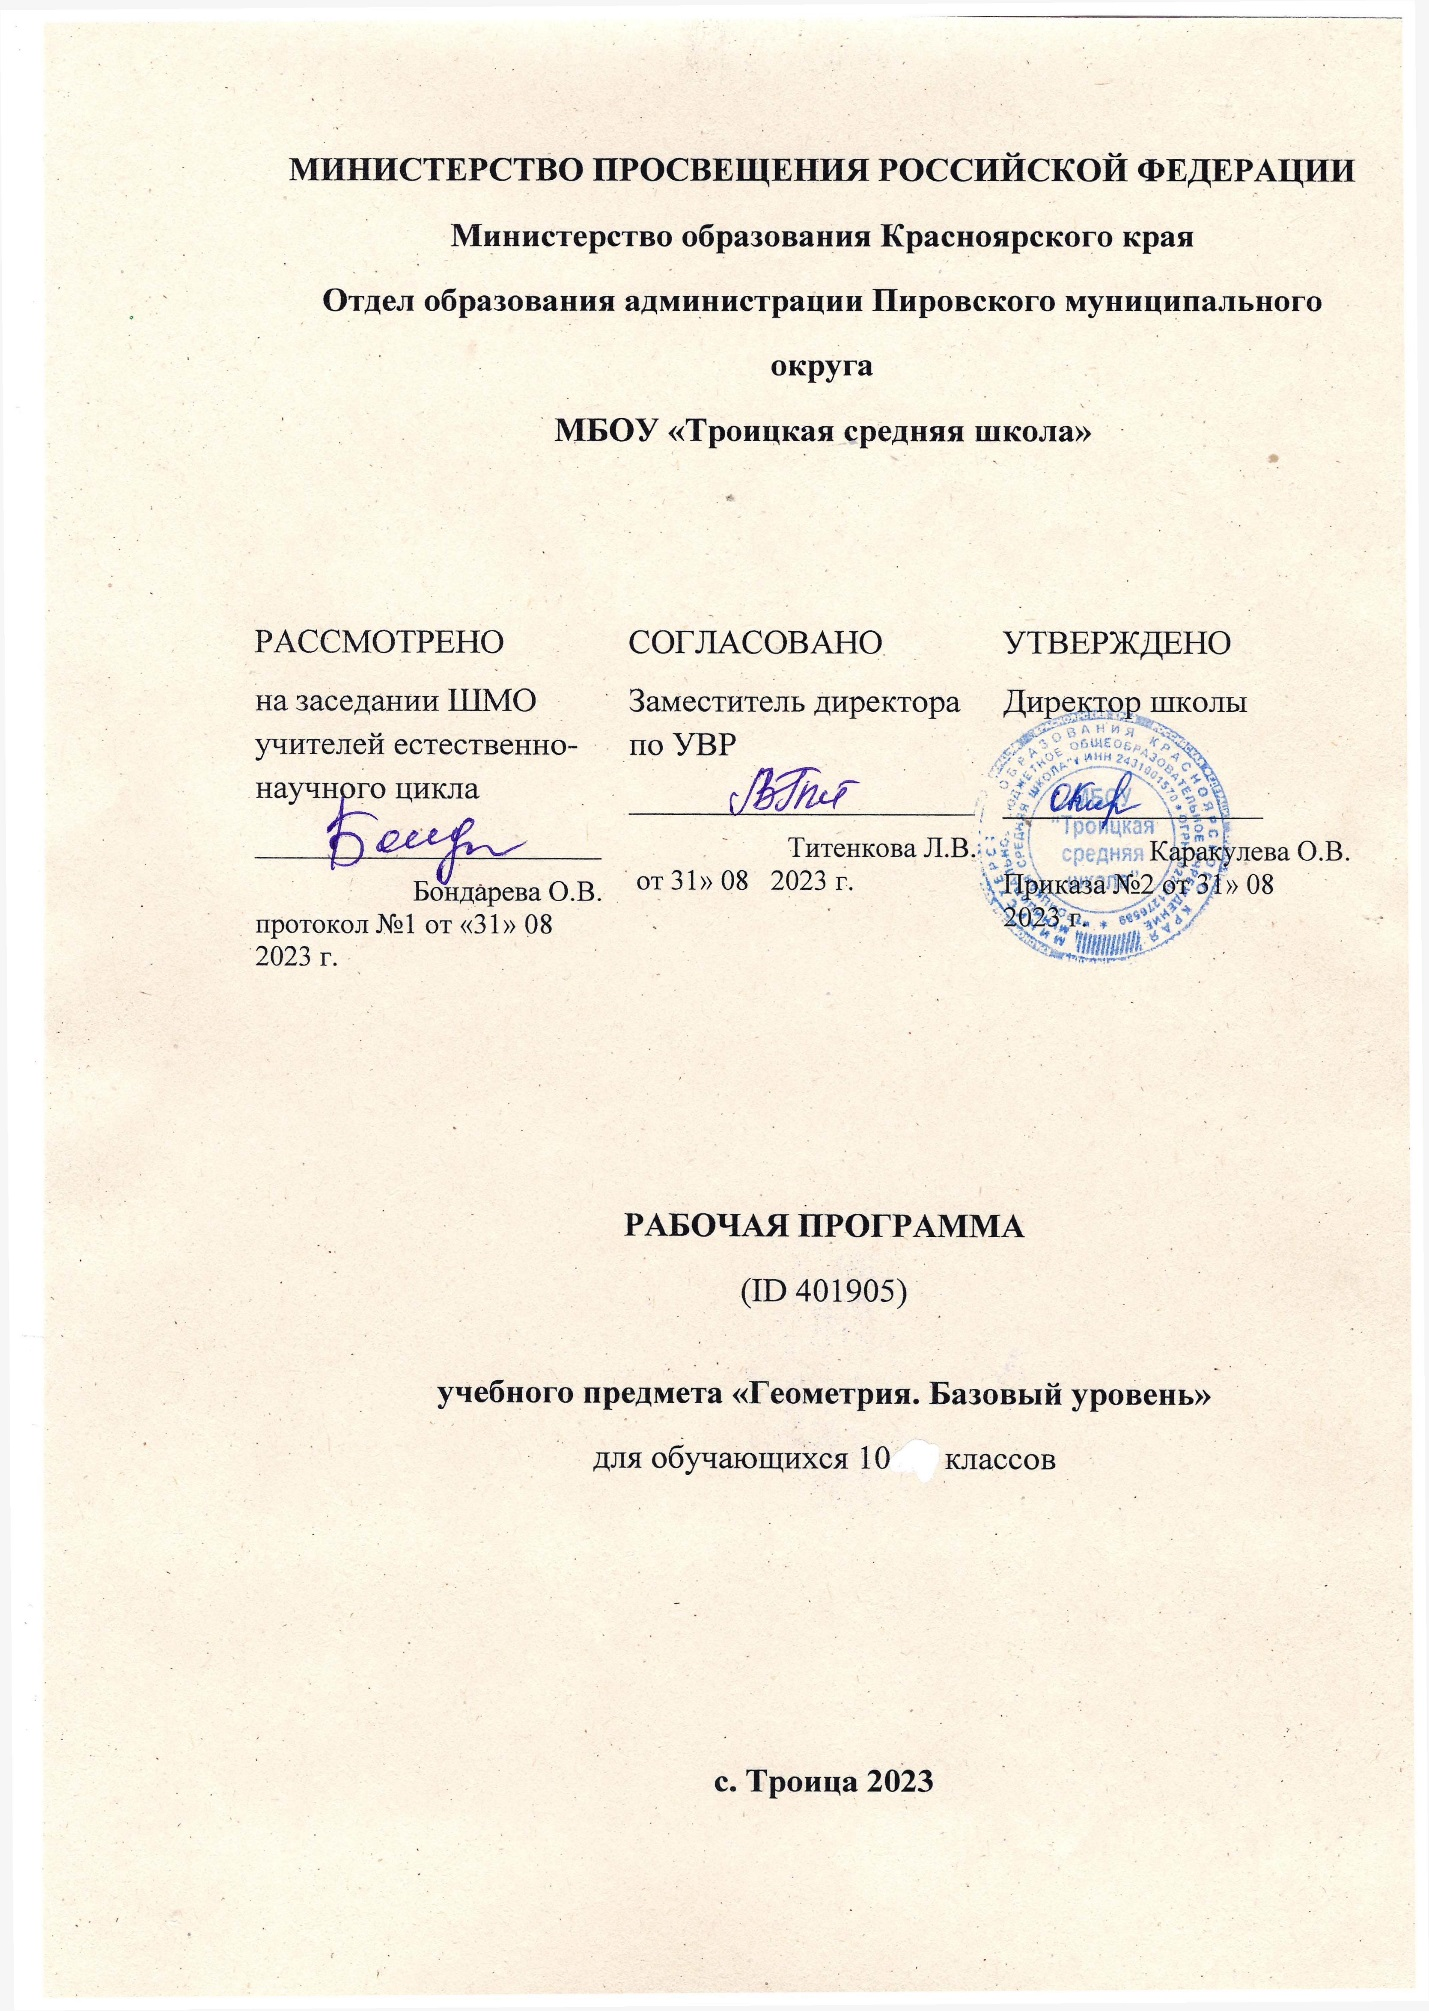 МИНИСТЕРСТВО ПРОСВЕЩЕНИЯ РОССИЙСКОЙ ФЕДЕРАЦИИ
Министерство образования Красноярского края
Отдел образования администрации Пировского муниципального
округа
МБОУ «Троицкая средняя школа»
РАССМОТРЕНО
на заседании ШМО
учителей естественно-
научного цикла
Бондарева О.В.
протокол №1 от «31» 08
2023 г.
СОГЛАСОВАНО
Заместитель директора
по УВР
Титенкова Л.В.
от 31» 08 2023 г.
УТВЕРЖДЕНО
Директор школы
Каракулева О.В.
Приказа №2 от 31» 08
2023 г.
МБОУ
"Троицкая
средняя
школа"
РАБОЧАЯ ПРОГРАММА
(ID 401905)
учебного предмета «Геометрия. Базовый уровень»
для обучающихся 10 классов
с. Троица 2023